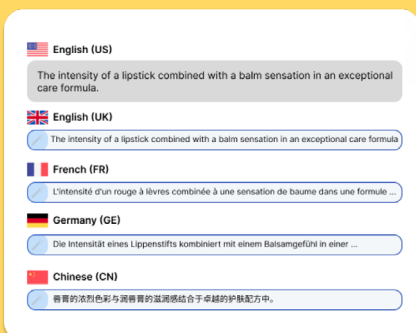 English (US)
The intensity of a lipstick combined with a balm sensation in an exceptional
care formula.
English (UK)
The intensity of a lipstick combined with a balm sensation in an exceptional care formula
French (FR)
L'intensité d'un rouge à lèvres combinée à une sensation de baume dans une formule ...
Germany (GE)
Die Intensität eines Lippenstifts kombiniert mit einem Balsamgefühl in einer ...
Chinese (CN)
唇膏的浓烈色彩与润唇膏的滋润感结合于卓越的护肤配方中。